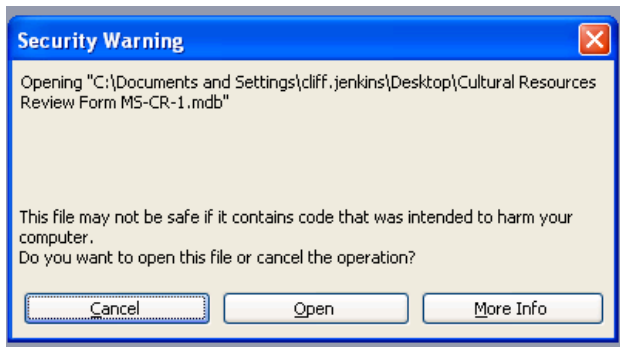 Security Warning
Opening "C:\Documents and Settings\cliff.jenkins\Desktop\Cultural Resources
Review Form MS-CR-1.mdb"
This file may not be safe if it contains code that was intended to harm your
computer.
Do you want to open this file or cancel the operation?
Cancel Open More Info